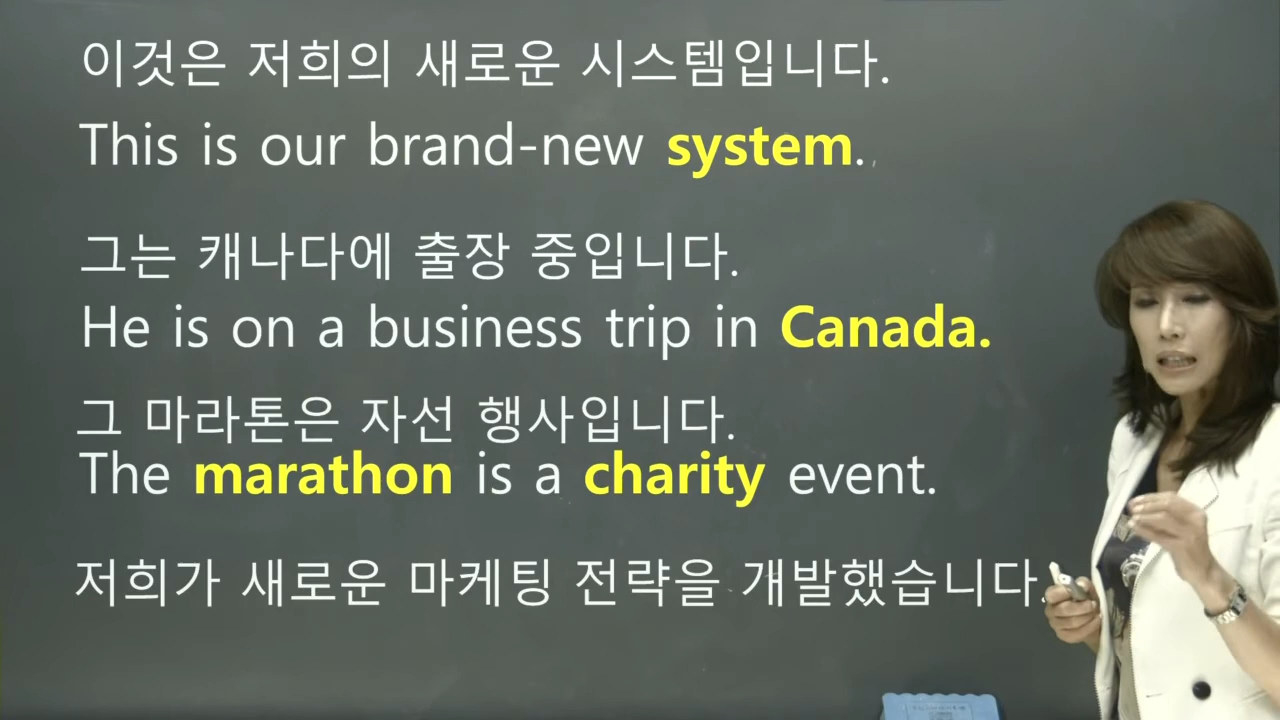 이것은 저희의 새로운 시스템입니다.
This is our brand-new system.
그는 캐나다에 출장 중입니다.
He is on a business trip in Canada.
그 마라톤은 자선 행사입니다.
The marathon is a charity event.
저희가 새로운 마케팅 전략을 개발했습니다.